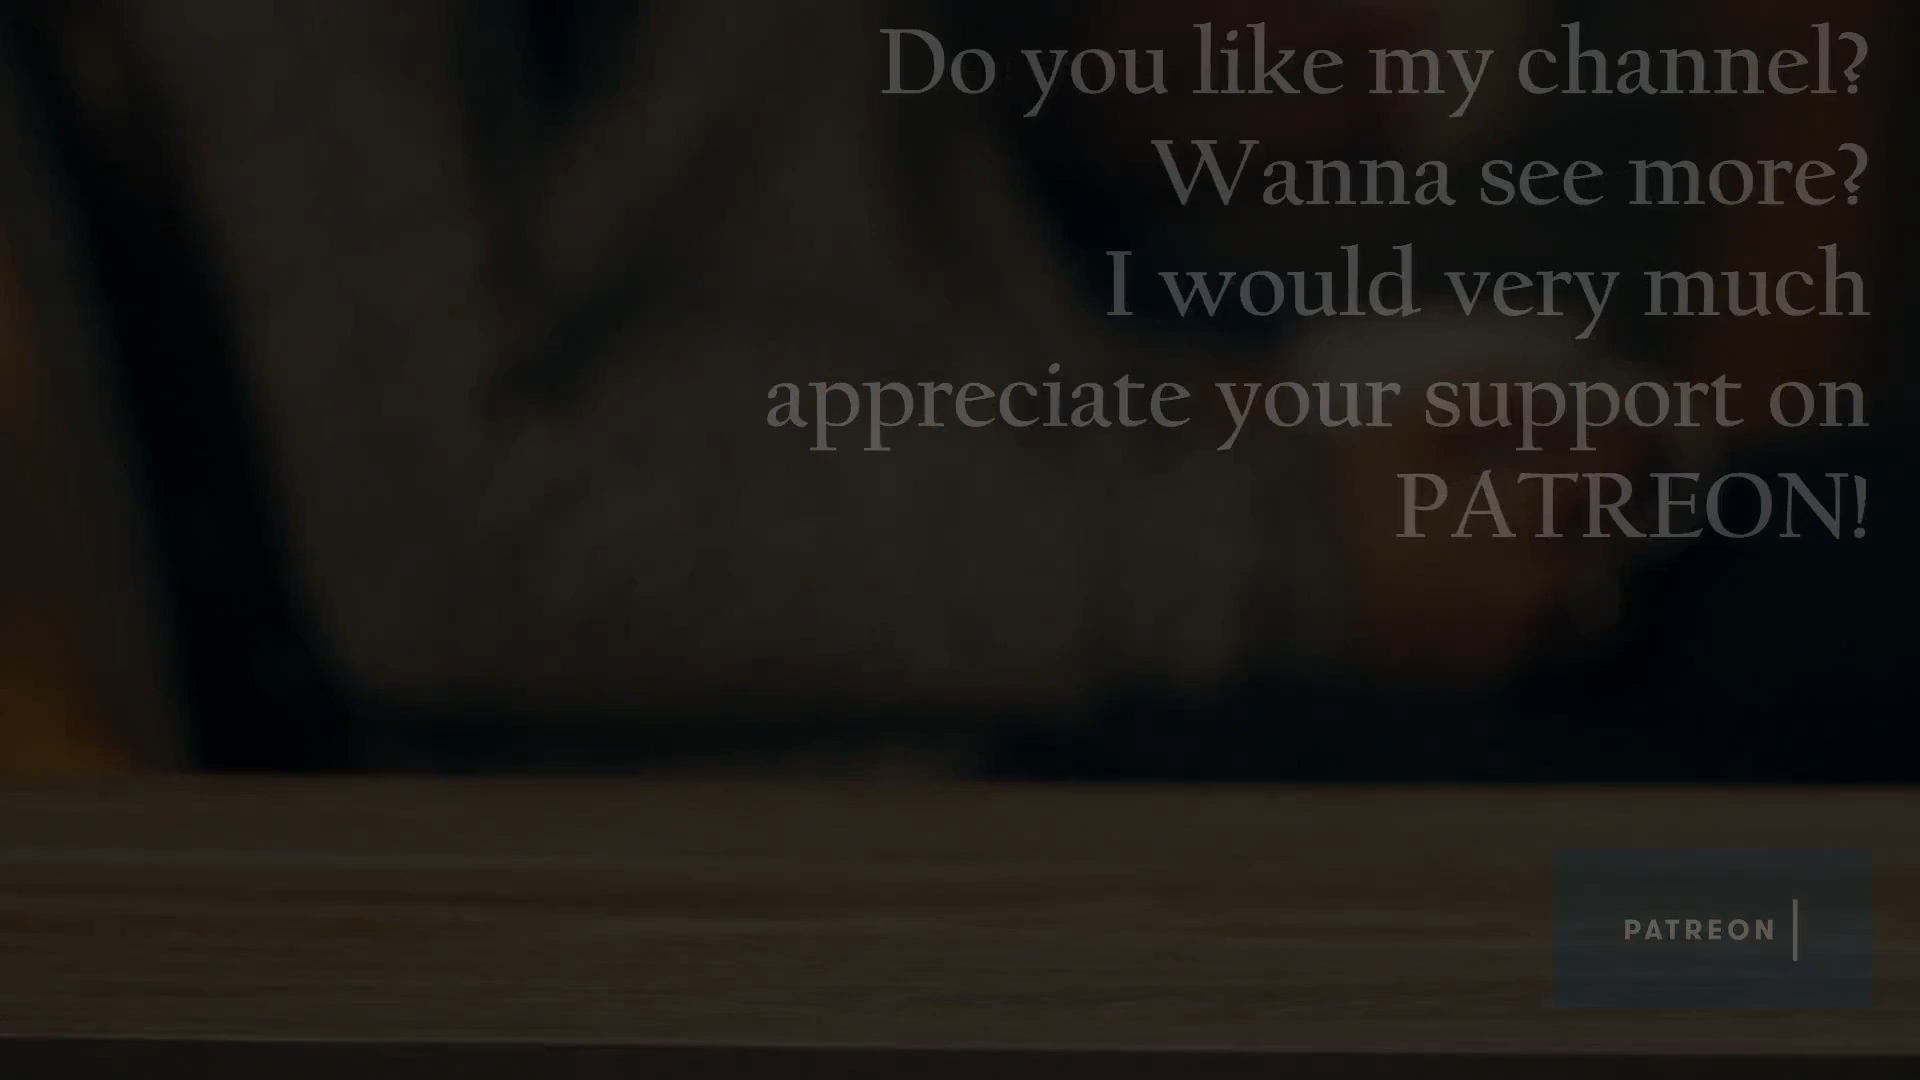 Do you like my channel?
Wanna see more?
I would very much
appreciate your support on
PATREON!
PATREON